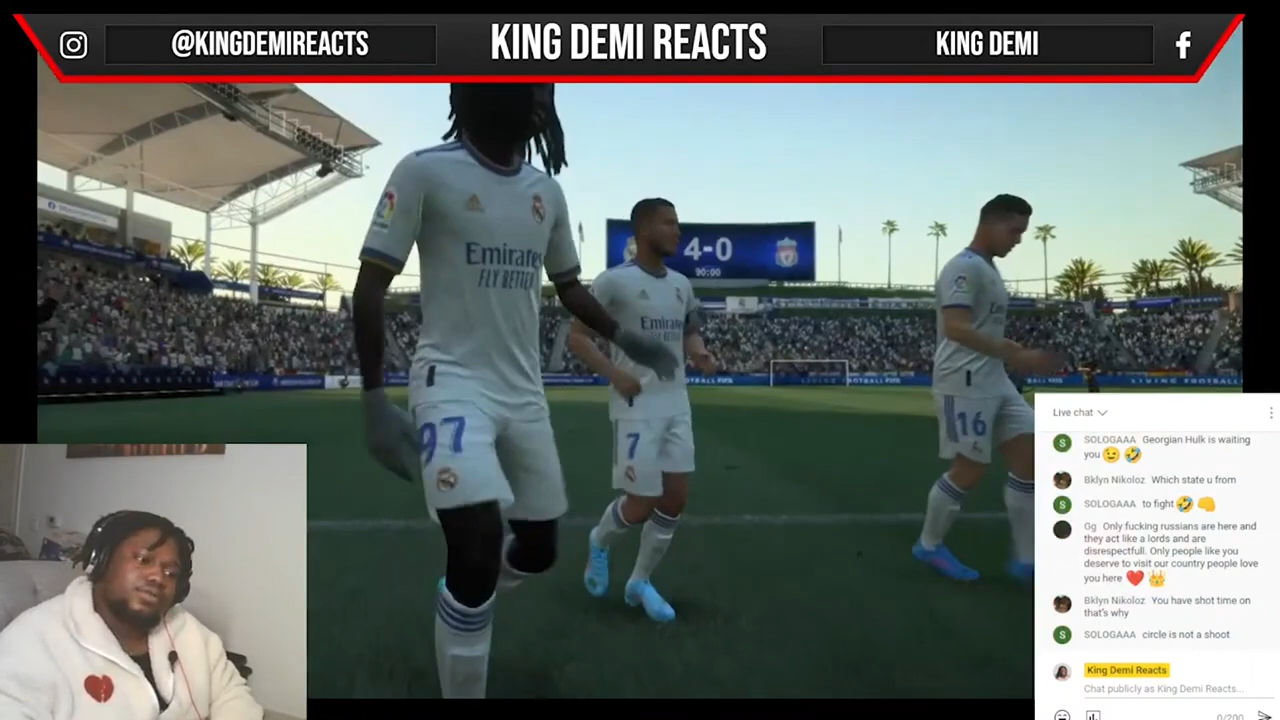 @KINGDEMIREACTS
KING DEMI REACTS
KING DEMI
4-0
90:00
Emirates
FLY BETTER
Emirates
97
7
16
LIVING FOOTBALL
Live chat
SOLOGAAA Georgian Hulk is waiting
you 😉 🤣
Bklyn Nikoloz Which state u from
SOLOGAAA to fight 🤣 👊
Gg Only fucking russians are here and
they act like a lords and are
disrespectfull. Only people like you
deserve to visit our country people love
you here ❤️ 👑
Bklyn Nikoloz You have shot time on
that's why
SOLOGAAA circle is not a shoot
King Demi Reacts
Chat publicly as King Demi Reacts...
0/200